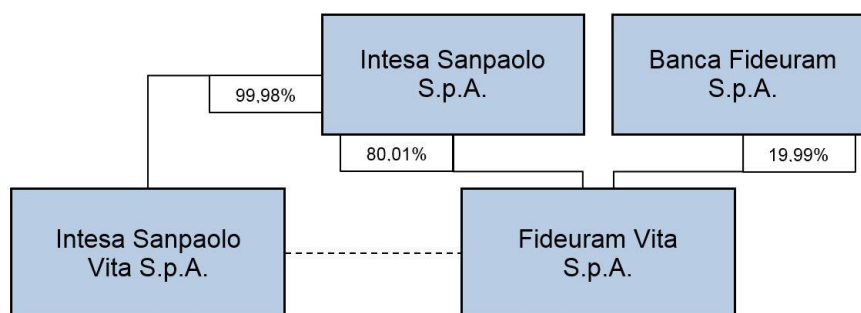 Intesa Sanpaolo
S.p.A.
Banca Fideuram
S.p.A.
99,98%
80.01%
19.99%
Intesa Sanpaolo
Vita S.p.A.
Fideuram Vita
S.p.A.